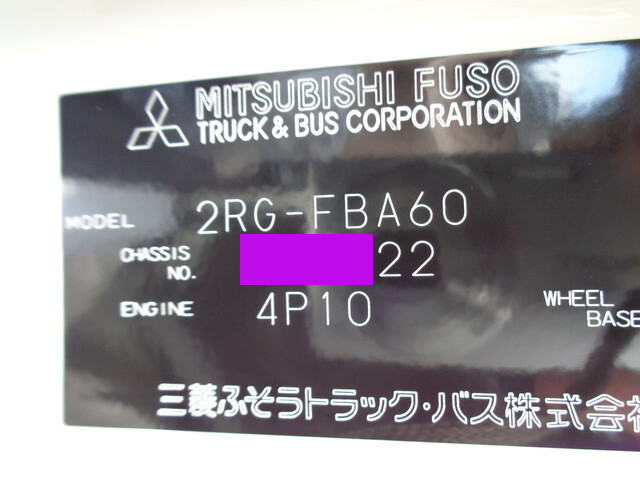 MITSUBISHI FUSO
TRUCK & BUS CORPORATION
MODEL 2RG-FBA60
CHASSIS NO. 22
ENGINE 4P10
WHEEL BASE
三菱ふそうトラック・バス株式会社